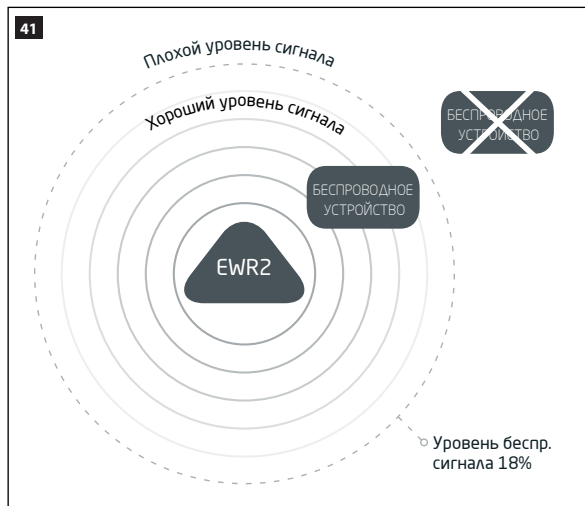 41
Плохой уровень сигнала
Хороший уровень сигнала
БЕСПРОВОДНОЕ
УСТРОЙСТВО
БЕСПРОВОДНОЕ
УСТРОЙСТВО
EWR2
Уровень беспр.
сигнала 18%